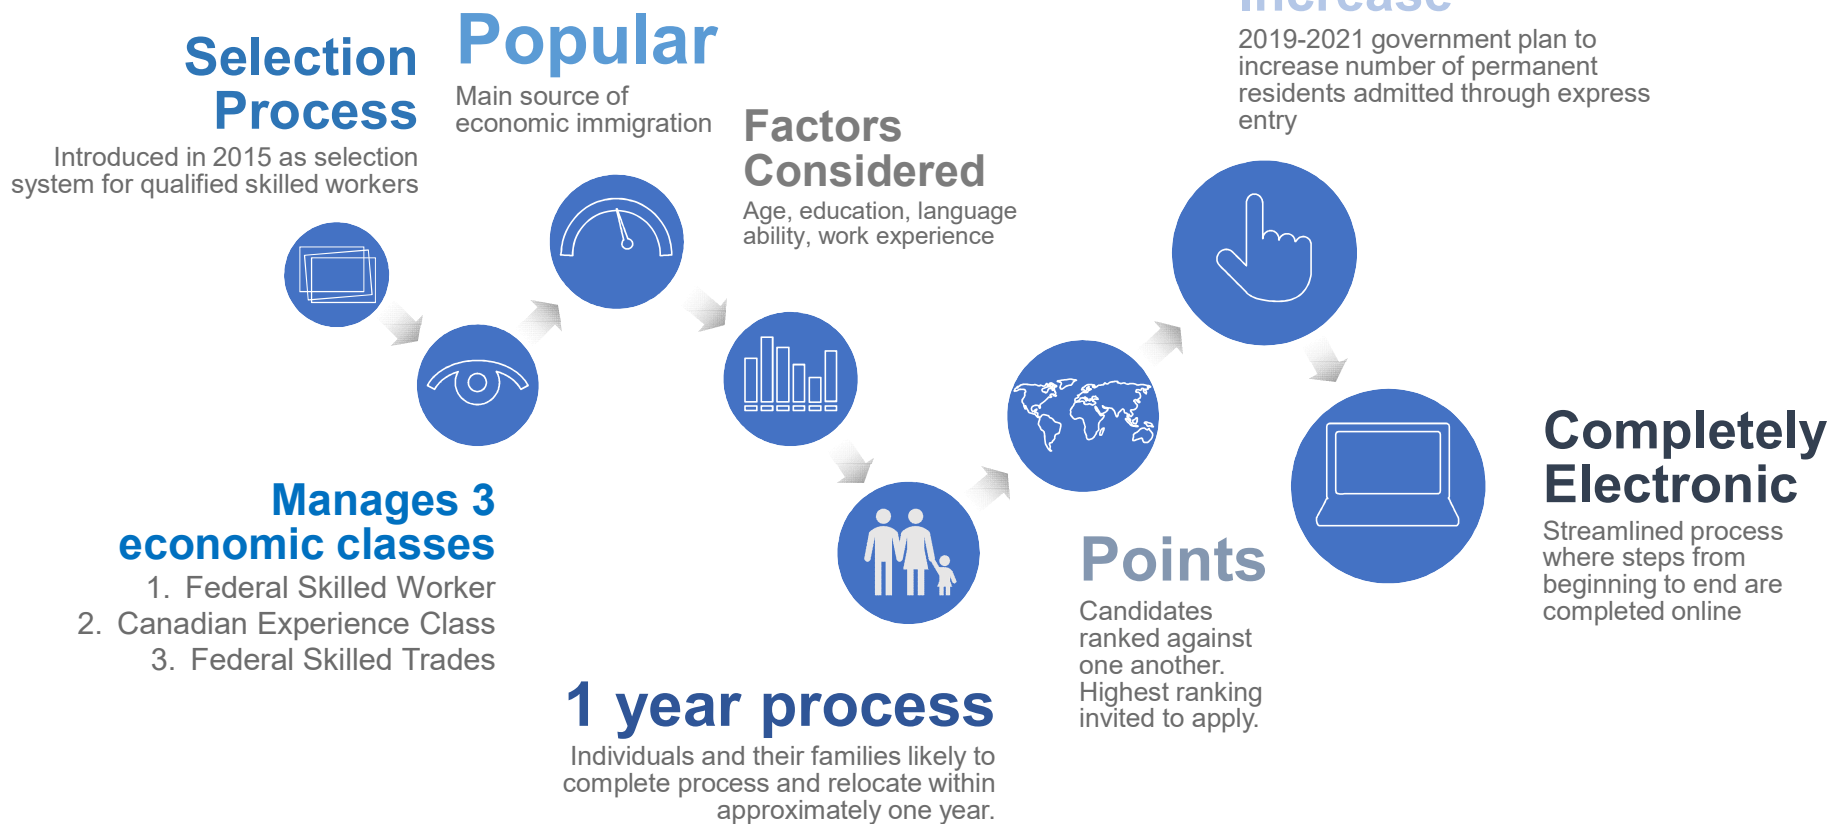 Selection
Process
Introduced in 2015 as selection
system for qualified skilled workers
Manages 3
economic classes
1. Federal Skilled Worker
2. Canadian Experience Class
3. Federal Skilled Trades
Popular
Main source of
economic immigration
Factors
Considered
Age, education, language
ability, work experience
1 year process
Individuals and their families likely to
complete process and relocate within
approximately one year.
Points
Candidates
ranked against
one another.
Highest ranking
invited to apply.
Increase
2019-2021 government plan to
increase number of permanent
residents admitted through express
entry
Completely
Electronic
Streamlined process
where steps from
beginning to end are
completed online